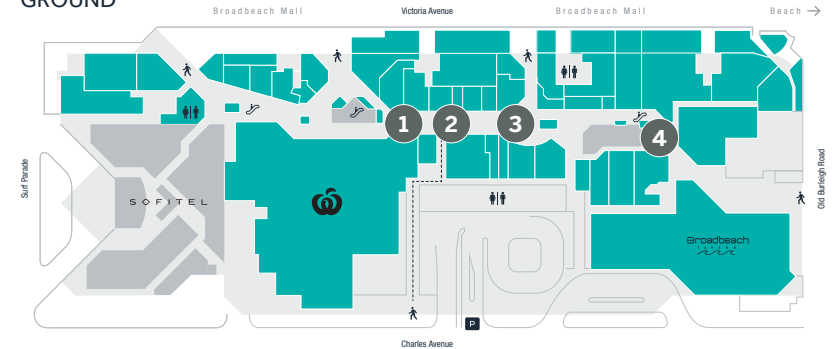 GROUND
Broadbeach Mall
Victoria Avenue
Broadbeach Mall
Beach →
1
2
3
4
Surf Parade
SOFITEL
Old Burleigh Road
Broadbeach
TAVERN
P
Charles Avenue